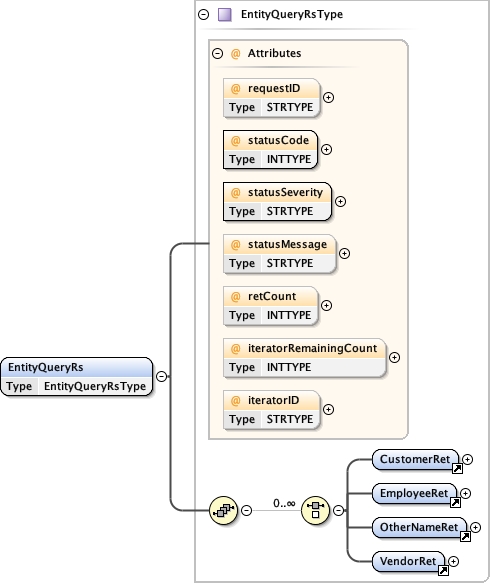 EntityQueryRsType
@ Attributes
@ requestID
Type STRTYPE
@ statusCode
Type INTTYPE
@ statusSeverity
Type STRTYPE
@ statusMessage
Type STRTYPE
@ retCount
Type INTTYPE
@ iteratorRemainingCount
Type INTTYPE
@ iteratorID
Type STRTYPE
EntityQueryRs
Type EntityQueryRsType
0..∞
CustomerRet
EmployeeRet
OtherNameRet
VendorRet